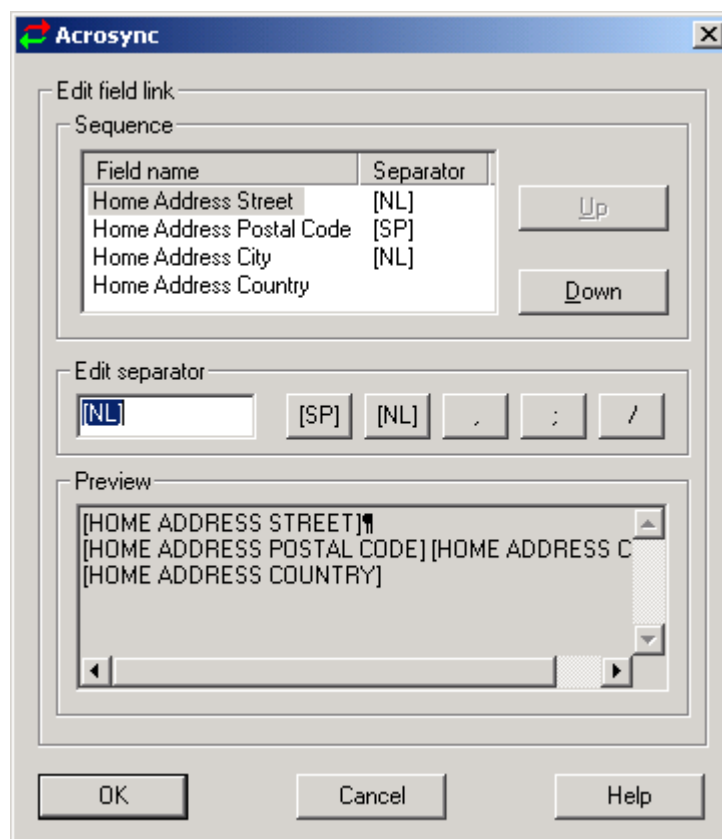 Acrosync
Edit field link
Sequence
Field name Separator
Home Address Street [NL]
Home Address Postal Code [SP]
Home Address City [NL]
Home Address Country
Up
Down
Edit separator
[NL] [SP] [NL] , ; /
Preview
[HOME ADDRESS STREET]¶
[HOME ADDRESS POSTAL CODE] [HOME ADDRESS C
[HOME ADDRESS COUNTRY]
OK Cancel Help